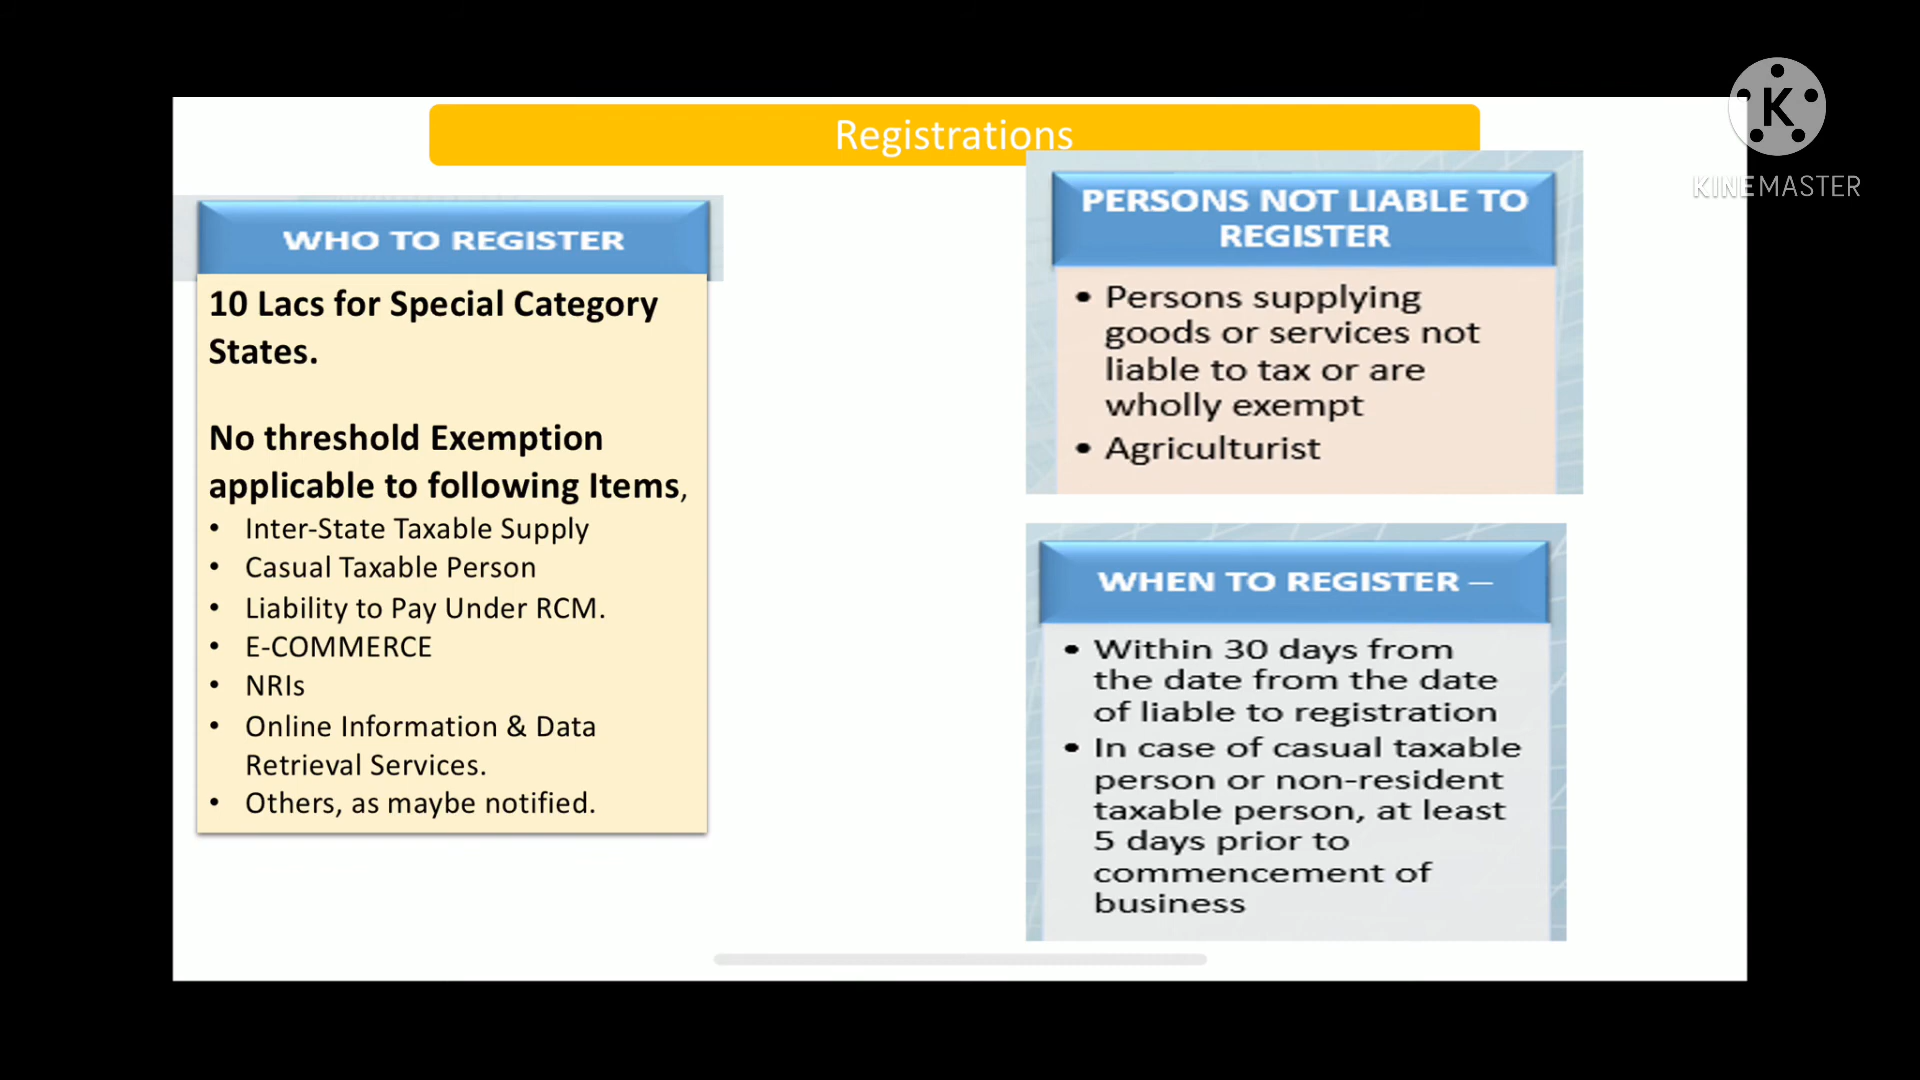 Registrations
WHO TO REGISTER
10 Lacs for Special Category
States.
No threshold Exemption
applicable to following Items,
• Inter-State Taxable Supply
• Casual Taxable Person
• Liability to Pay Under RCM.
• E-COMMERCE
• NRIs
• Online Information & Data
Retrieval Services.
• Others, as maybe notified.
PERSONS NOT LIABLE TO
REGISTER
• Persons supplying
goods or services not
liable to tax or are
wholly exempt
• Agriculturist
WHEN TO REGISTER –
• Within 30 days from
the date from the date
of liable to registration
• In case of casual taxable
person or non-resident
taxable person, at least
5 days prior to
commencement of
business
K
KINEMASTER